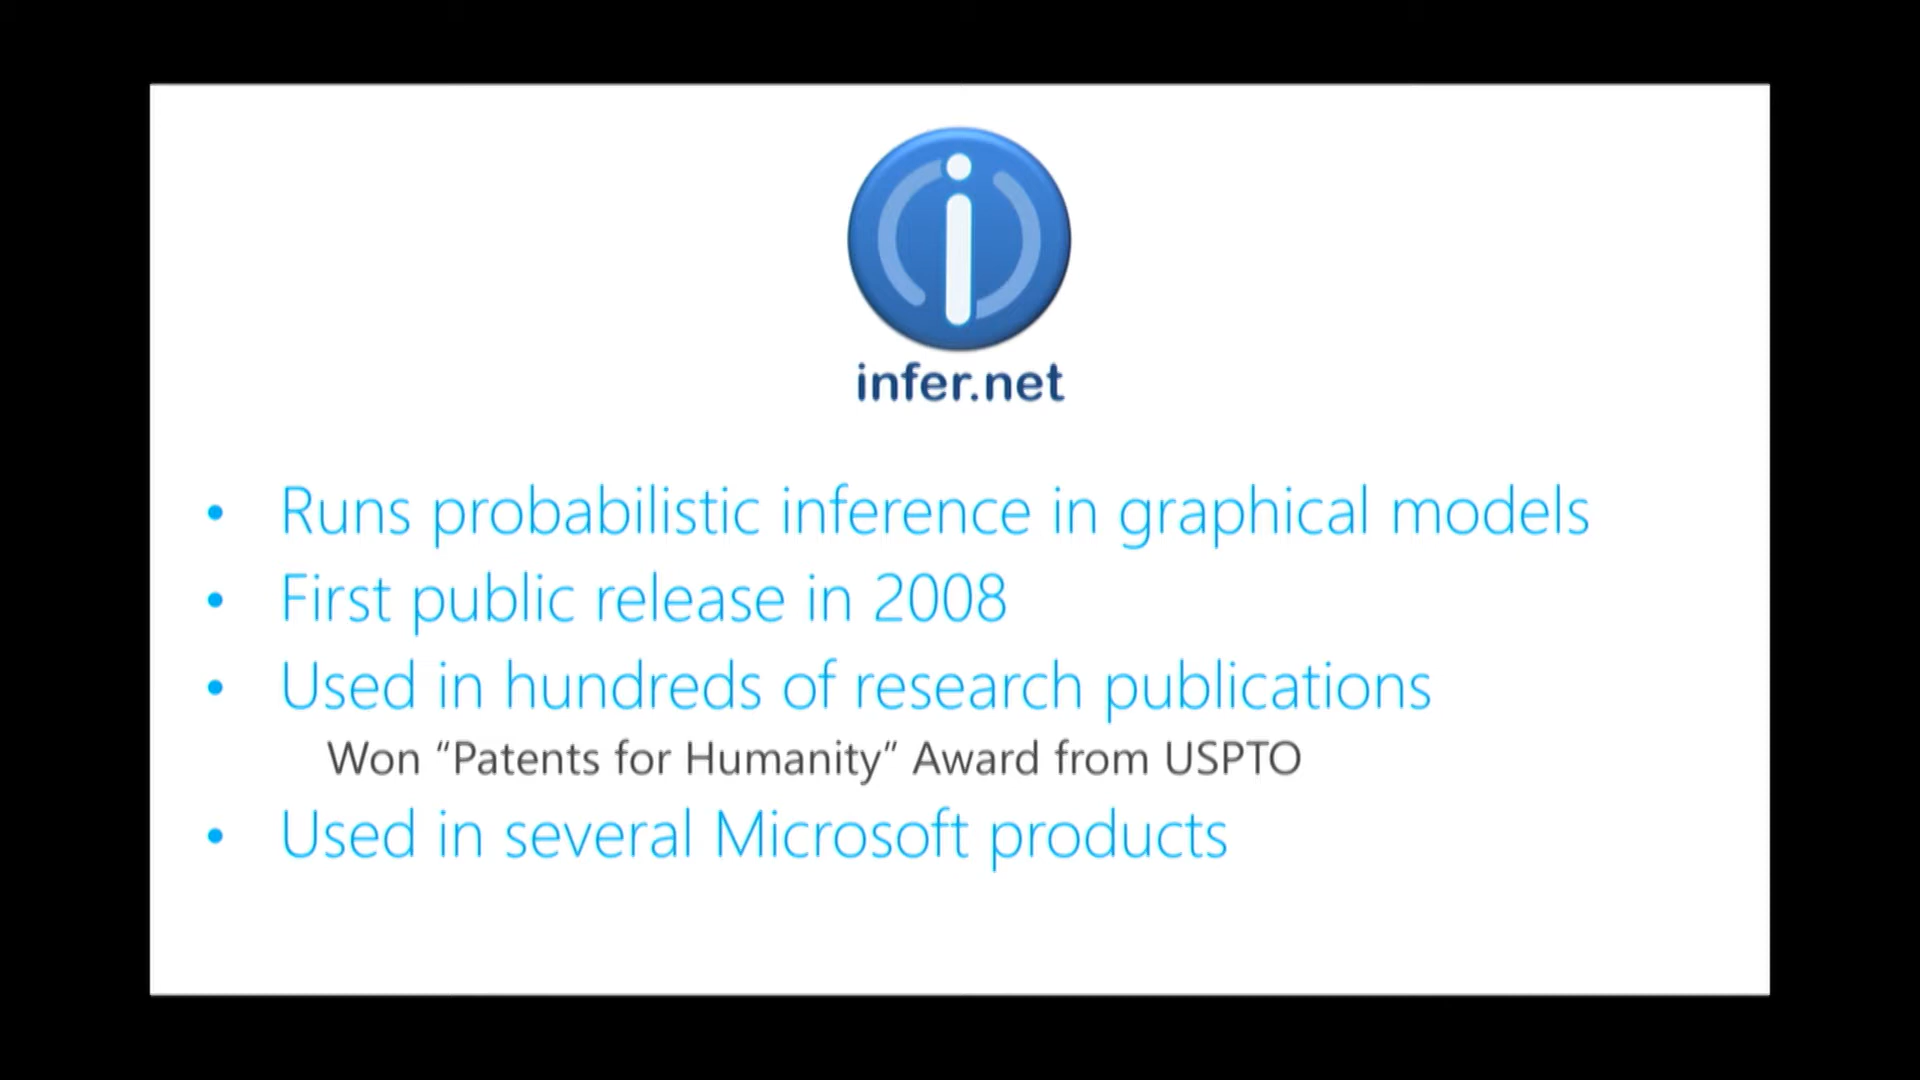 infer.net
• Runs probabilistic inference in graphical models
• First public release in 2008
• Used in hundreds of research publications
Won “Patents for Humanity” Award from USPTO
• Used in several Microsoft products